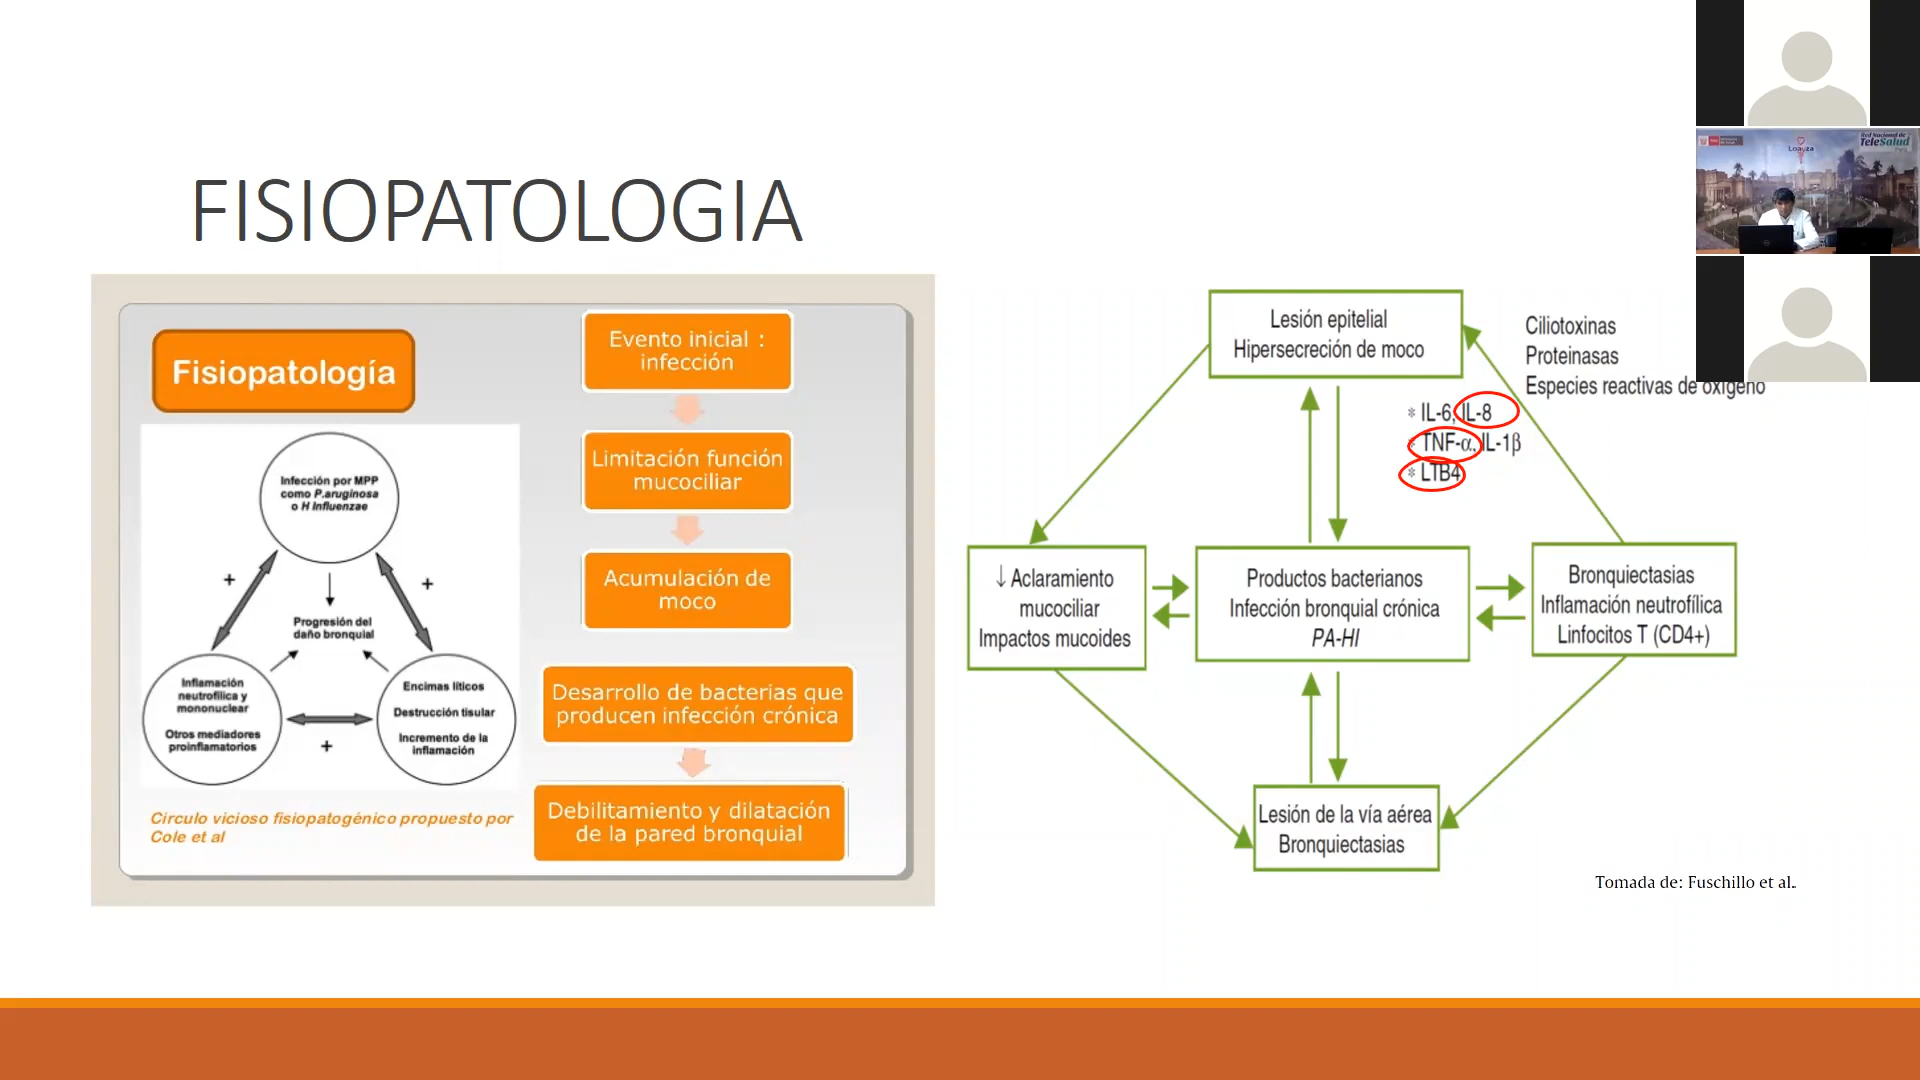 FISIOPATOLOGIA
Fisiopatología
Infección por MPP
como P.aruginosa
o H Influenzae
+
+
Progresión del
daño bronquial
Inflamación
neutrofílica y
mononuclear
Otros mediadores
proinflamatorios
+
Encimas líticos
Destrucción tisular
Incremento de la
inflamación
Circulo vicioso fisiopatogénico propuesto por
Cole et al
Evento inicial :
infección
Limitación función
mucociliar
Acumulación de
moco
Desarrollo de bacterias que
producen infección crónica
Debilitamiento y dilatación
de la pared bronquial
Lesión epitelial
Hipersecreción de moco
Ciliotoxinas
Proteinasas
Especies reactivas de oxígeno
* IL-6, IL-8
* TNF-α, IL-1β
* LTB4
↓ Aclaramiento
mucociliar
Impactos mucoides
Productos bacterianos
Infección bronquial crónica
PA-HI
Bronquiectasias
Inflamación neutrofílica
Linfocitos T (CD4+)
Lesión de la vía aérea
Bronquiectasias
Tomada de: Fuschillo et al.
Loayza
Red Nacional de
TeleSalud